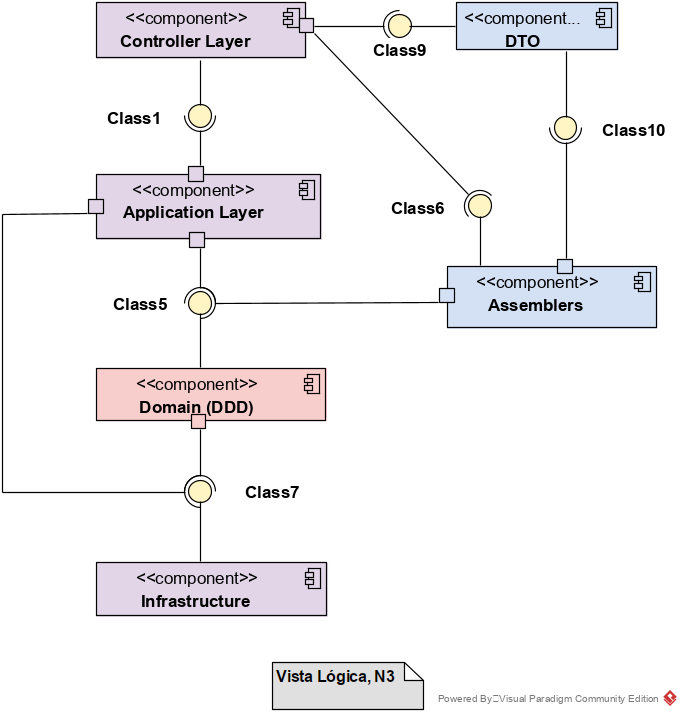 <<component>>
Controller Layer
<<component...
DTO
Class9
Class1
Class10
<<component>>
Application Layer
Class6
<<component>>
Assemblers
Class5
<<component>>
Domain (DDD)
Class7
<<component>>
Infrastructure
Vista Lógica, N3
Powered By Visual Paradigm Community Edition